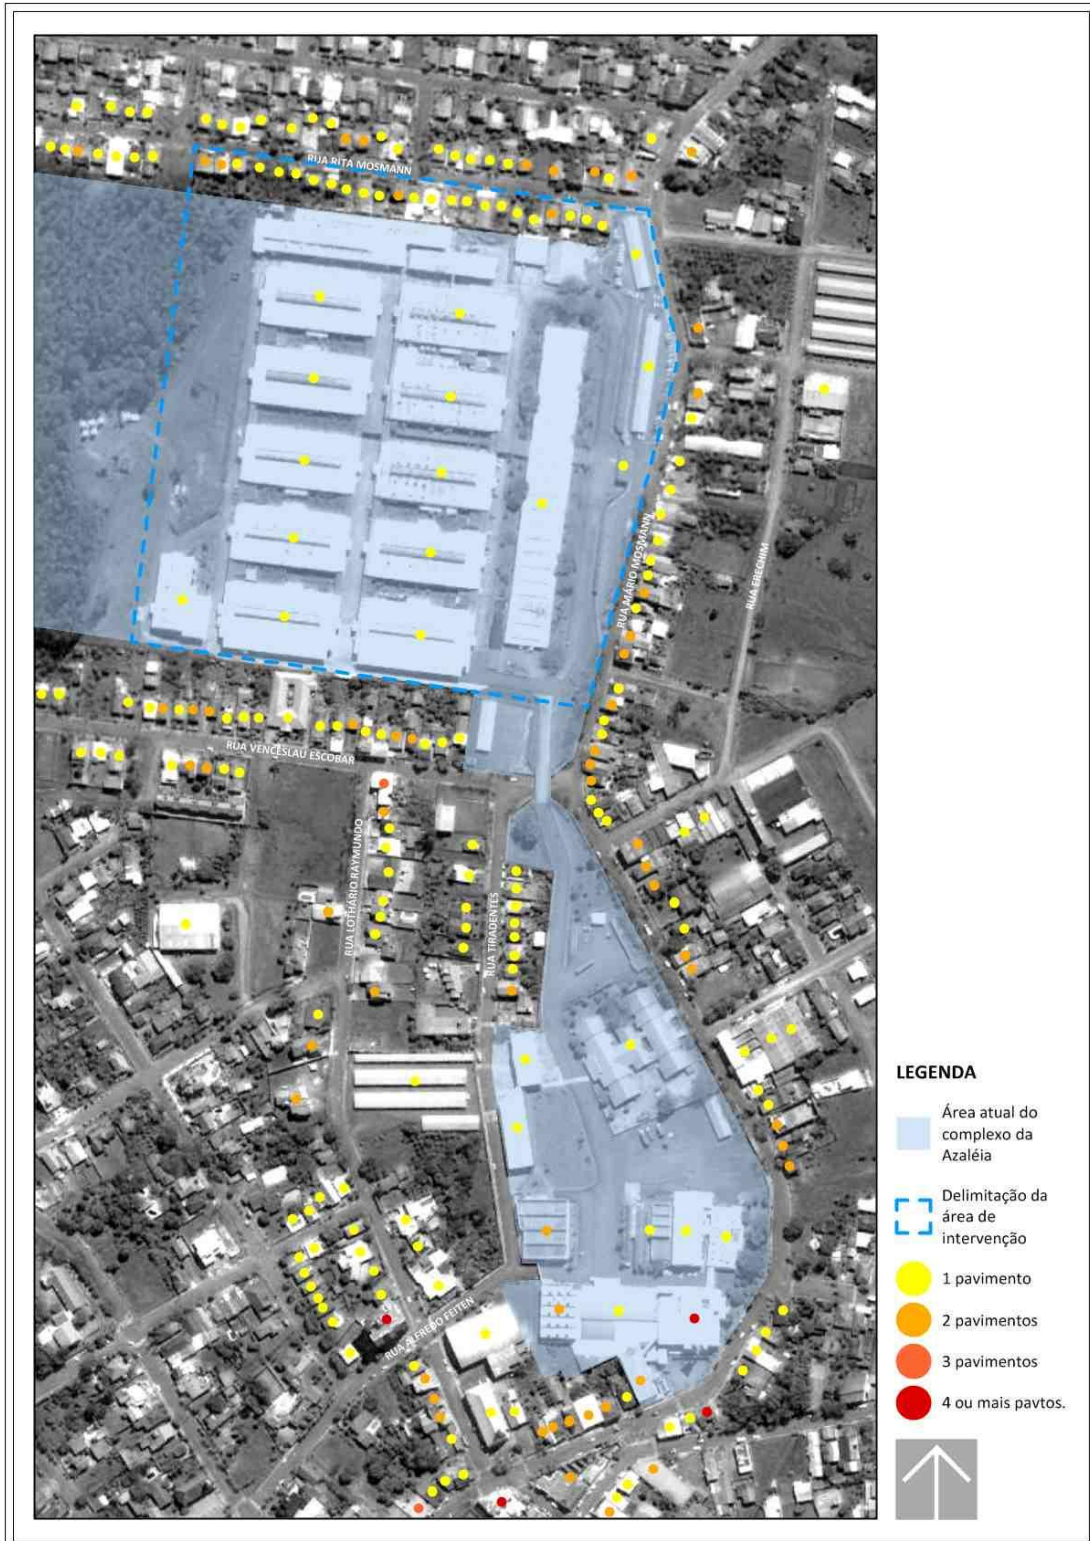 RUA RITA MOSMANN
RUA MÁRIO MOSMANN
RUA ERECHIM
RUA VENCESLAU ESCOBAR
RUA LOTHÁRIO RAYMUNDO
RUA TIRADENTES
RUA ALFREDO FEITEN
LEGENDA
Área atual do
complexo da
Azaléia
Delimitação da
área de
intervenção
1 pavimento
2 pavimentos
3 pavimentos
4 ou mais pavtos.